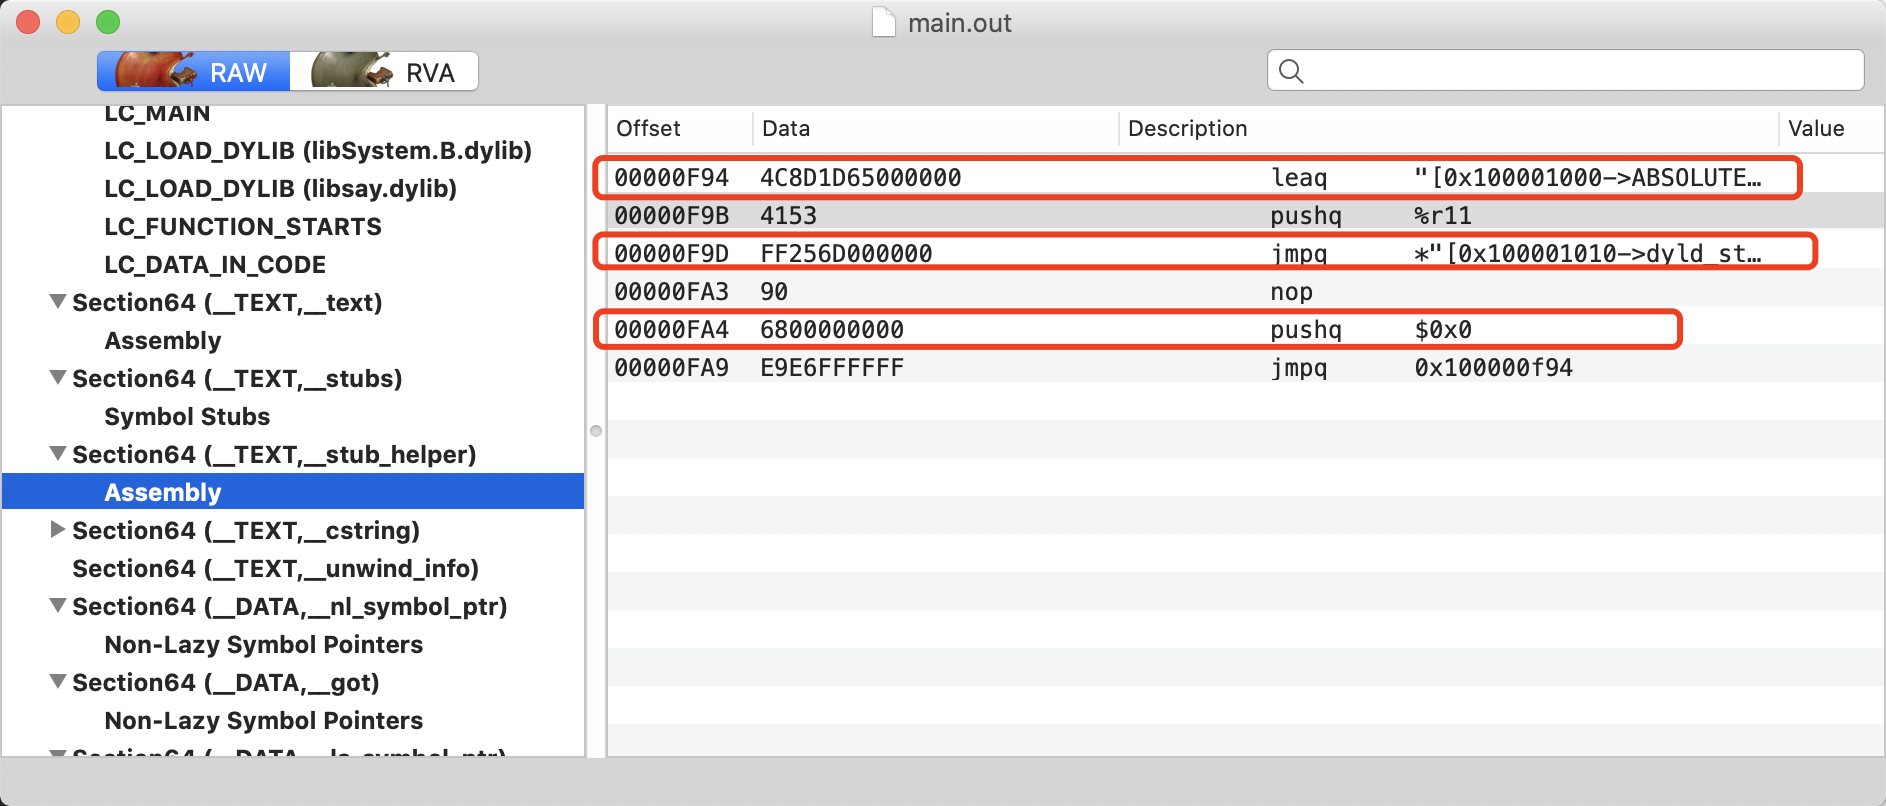 main.out
RAW RVA
LC_MAIN
LC_LOAD_DYLIB (libSystem.B.dylib)
LC_LOAD_DYLIB (libsay.dylib)
LC_FUNCTION_STARTS
LC_DATA_IN_CODE
Section64 (__TEXT,__text)
Assembly
Section64 (__TEXT,__stubs)
Symbol Stubs
Section64 (__TEXT,__stub_helper)
Assembly
Section64 (__TEXT,__cstring)
Section64 (__TEXT,__unwind_info)
Section64 (__DATA,__nl_symbol_ptr)
Non-Lazy Symbol Pointers
Section64 (__DATA,__got)
Non-Lazy Symbol Pointers
Section64 (__DATA,__la_symbol_ptr)
Offset Data Description Value
00000F94 4C8D1D65000000 leaq "[0x100001000->ABSOLUTE…
00000F9B 4153 pushq %r11
00000F9D FF256D000000 jmpq *"[0x100001010->dyld_st…
00000FA3 90 nop
00000FA4 6800000000 pushq $0x0
00000FA9 E9E6FFFFFF jmpq 0x100000f94